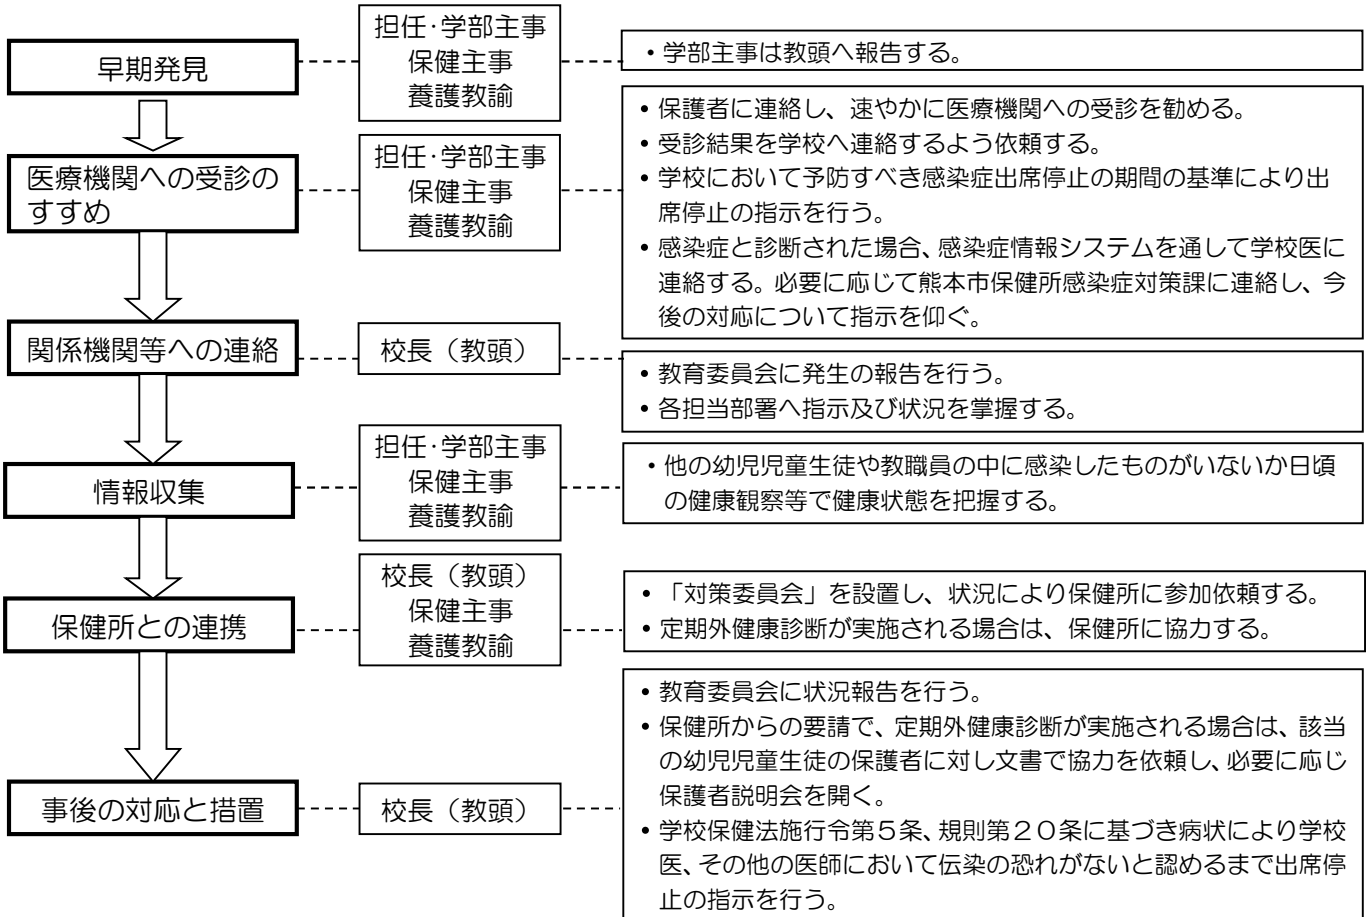 早期発見
担任・学部主事
保健主事
養護教諭
・学部主事は教頭へ報告する。
医療機関への受診の
すすめ
担任・学部主事
保健主事
養護教諭
・保護者に連絡し、速やかに医療機関への受診を勧める。
・受診結果を学校へ連絡するよう依頼する。
・学校において予防すべき感染症出席停止の期間の基準により出
席停止の指示を行う。
・感染症と診断された場合、感染症情報システムを通して学校医に
連絡する。必要に応じて熊本市保健所感染症対策課に連絡し、今
後の対応について指示を仰ぐ。
関係機関等への連絡
校長（教頭）
・教育委員会に発生の報告を行う。
・各担当部署へ指示及び状況を掌握する。
情報収集
担任・学部主事
保健主事
養護教諭
・他の幼児児童生徒や教職員の中に感染したものがいないか日頃
の健康観察等で健康状態を把握する。
保健所との連携
校長（教頭）
保健主事
養護教諭
・「対策委員会」を設置し、状況により保健所に参加依頼する。
・定期外健康診断が実施される場合は、保健所に協力する。
事後の対応と措置
校長（教頭）
・教育委員会に状況報告を行う。
・保健所からの要請で、定期外健康診断が実施される場合は、該当
の幼児児童生徒の保護者に対し文書で協力を依頼し、必要に応じ
保護者説明会を開く。
・学校保健法施行令第５条、規則第２０条に基づき病状により学校
医、その他の医師において伝染の恐れがないと認めるまで出席停
止の指示を行う。